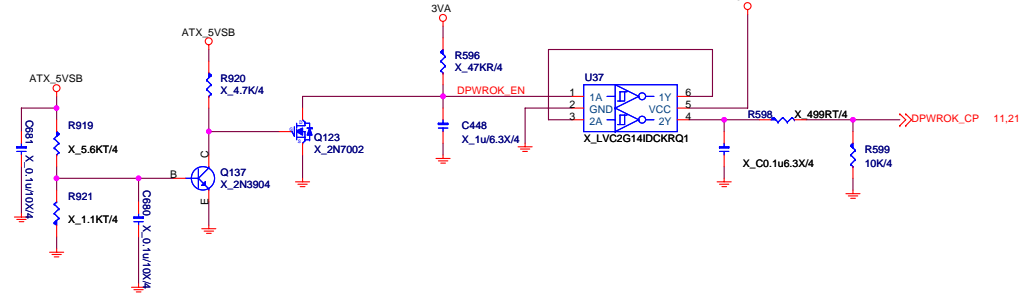 3VA
ATX_5VSB
R596
X_47KR/4
ATX_5VSB
R920
X_4.7K/4
U37
DPWROK_EN
1 1A 1Y 6
2 GND VCC 5
3 2A 2Y 4
X_LVC2G14IDCKRQ1
R598 X_499RT/4
DPWROK_CP 11,21
C681 X_0.1u/10X/4
R919
X_5.6KT/4
Q123
X_2N7002
C448
X_1u/6.3X/4
X_C0.1u6.3X/4
R599
10K/4
C
B
E
Q137
X_2N3904
R921
X_1.1KT/4
C680 X_0.1u/10X/4